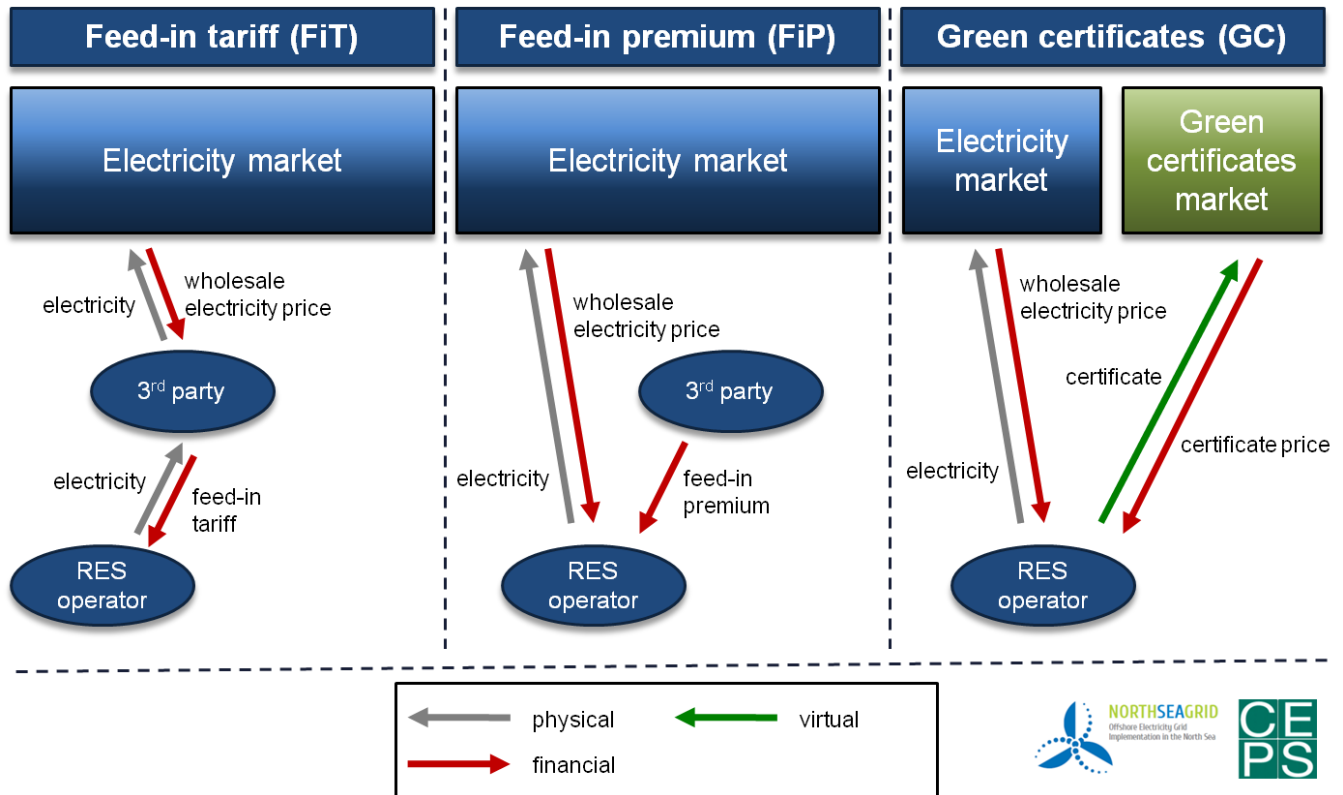 Feed-in tariff (FiT)
Electricity market
electricity
wholesale
electricity price
3rd party
electricity
feed-in
tariff
RES
operator
Feed-in premium (FiP)
Electricity market
wholesale
electricity price
3rd party
electricity
feed-in
premium
RES
operator
Green certificates (GC)
Electricity
market
Green
certificates
market
wholesale
electricity price
certificate
certificate price
electricity
RES
operator
physical
virtual
financial
NORTHSEAGRID
Offshore Electricity Grid
Implementation in the North Sea
CE
PS